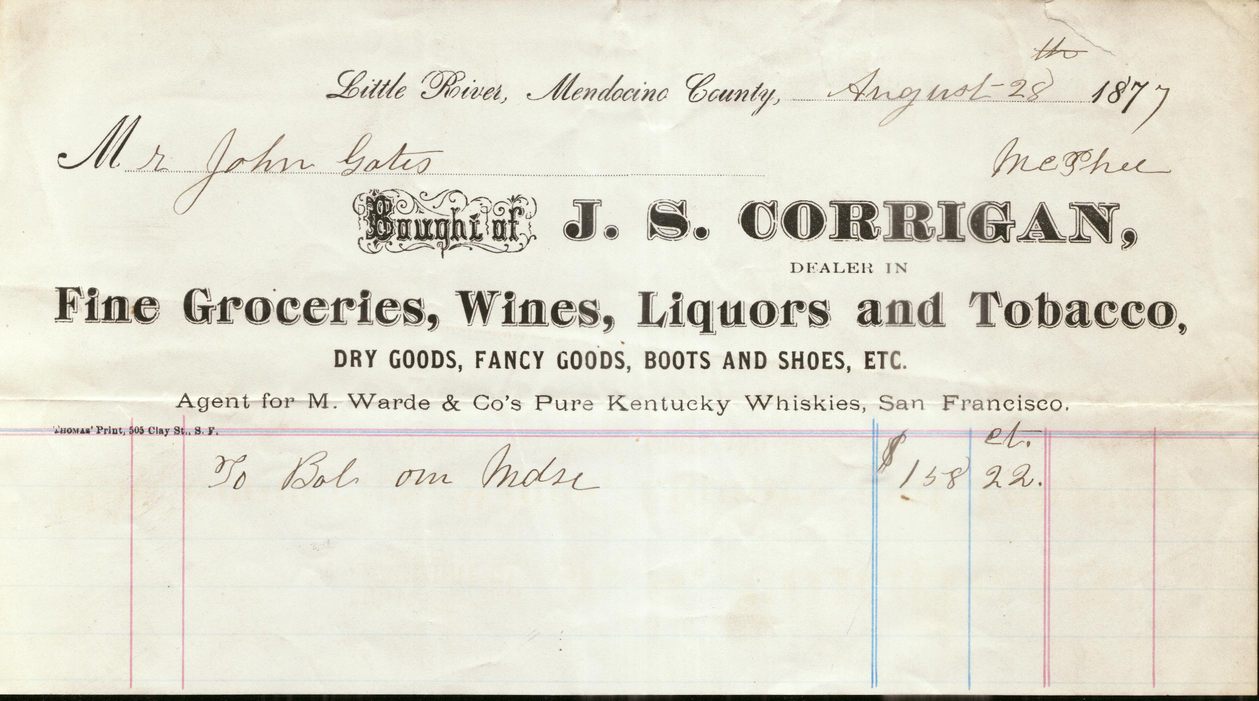 Little River, Mendocino County, August 28th 1877
Mr John Gates McPhee
Bought of J. S. CORRIGAN,
DEALER IN
Fine Groceries, Wines, Liquors and Tobacco,
DRY GOODS, FANCY GOODS, BOOTS AND SHOES, ETC.
Agent for M. Warde & Co's Pure Kentucky Whiskies, San Francisco.
THOMAS' Print, 505 Clay St., S. F.
ct.
To Bal on Mdse $ 158 22.